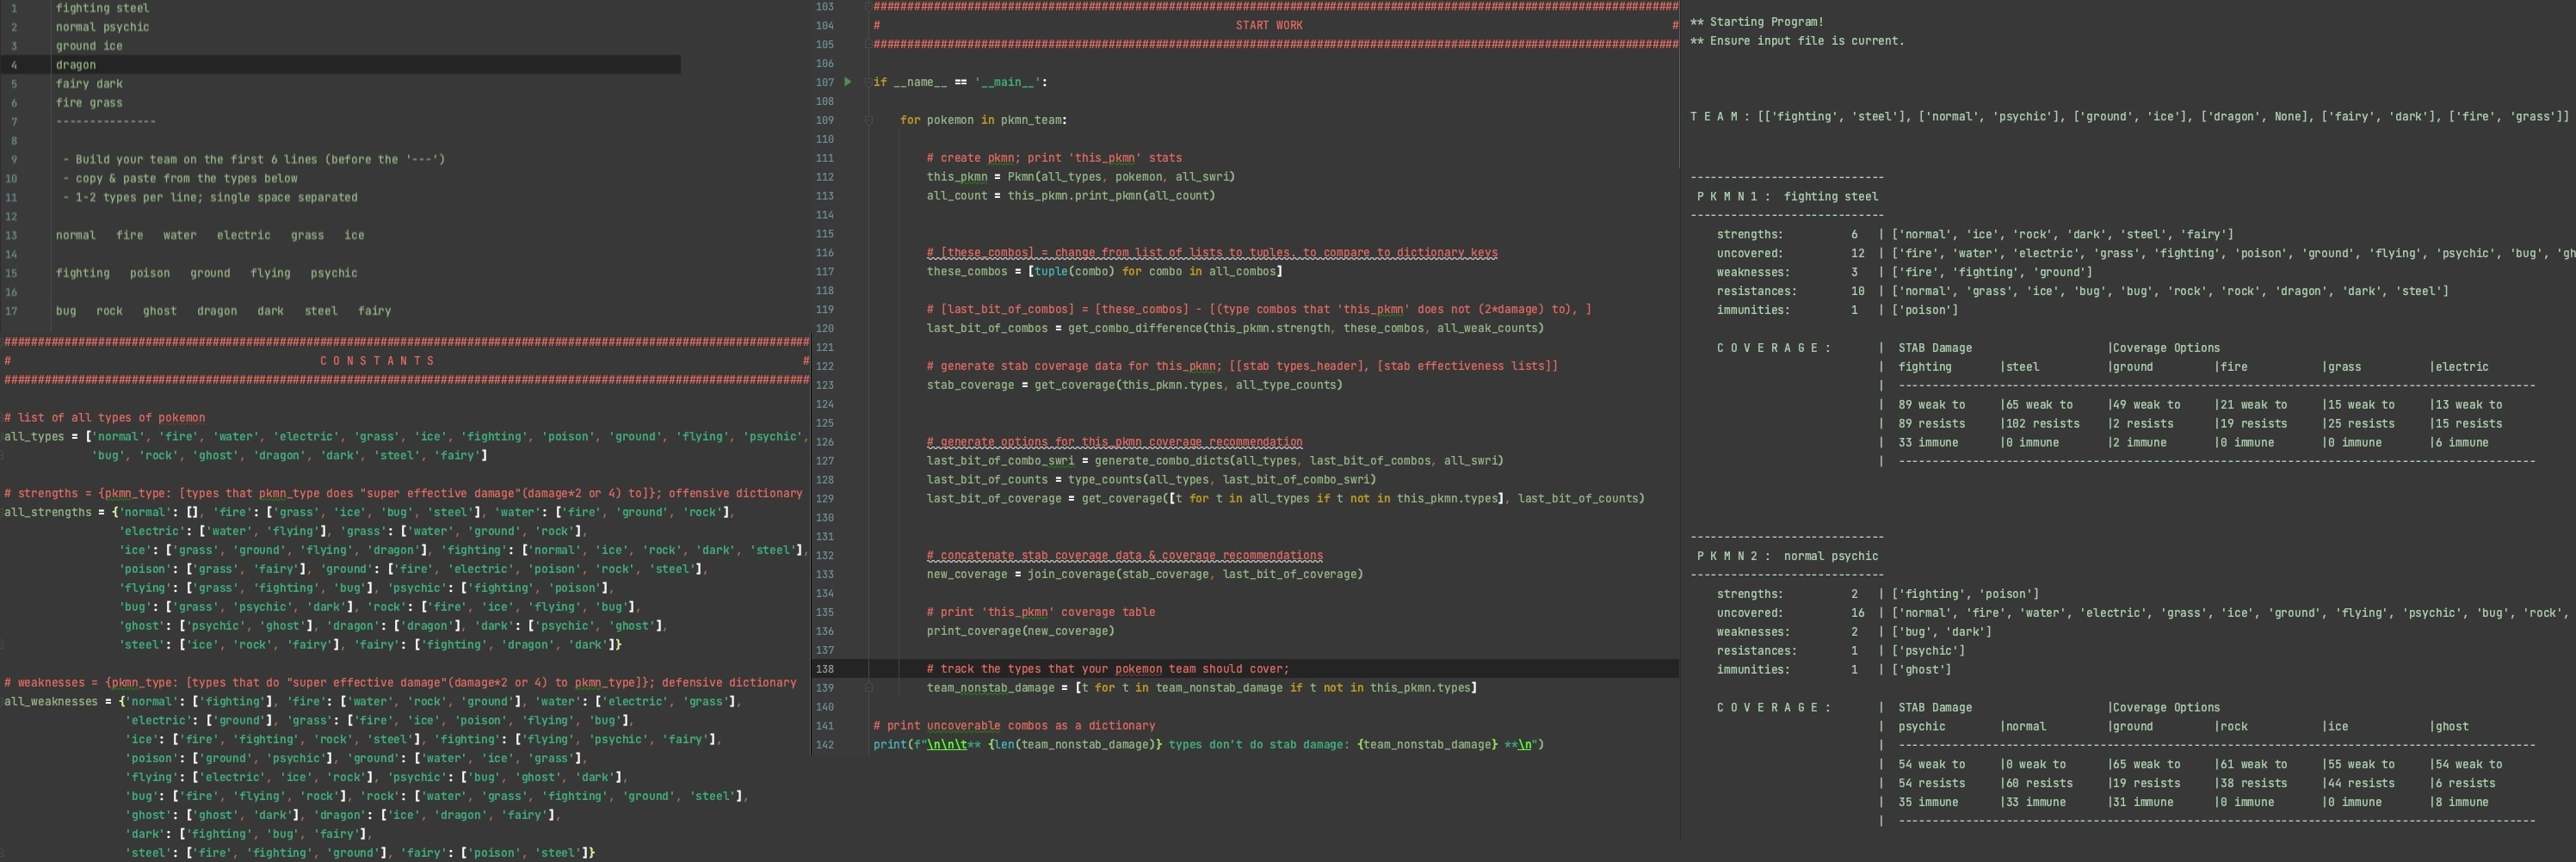 1 fighting steel
2 normal psychic
3 ground ice
4 dragon
5 fairy dark
6 fire grass
7 ---------------
8
9 - Build your team on the first 6 lines (before the '---')
10 - copy & paste from the types below
11 - 1-2 types per line; single space separated
12
13 normal fire water electric grass ice
14
15 fighting poison ground flying psychic
16
17 bug rock ghost dragon dark steel fairy
# C O N S T A N T S #
# list of all types of pokemon
all_types = ['normal', 'fire', 'water', 'electric', 'grass', 'ice', 'fighting', 'poison', 'ground', 'flying', 'psychic',
'bug', 'rock', 'ghost', 'dragon', 'dark', 'steel', 'fairy']
# strengths = {pkmn_type: [types that pkmn_type does "super effective damage"(damage*2 or 4) to]}; offensive dictionary
all_strengths = {'normal': [], 'fire': ['grass', 'ice', 'bug', 'steel'], 'water': ['fire', 'ground', 'rock'],
'electric': ['water', 'flying'], 'grass': ['water', 'ground', 'rock'],
'ice': ['grass', 'ground', 'flying', 'dragon'], 'fighting': ['normal', 'ice', 'rock', 'dark', 'steel'],
'poison': ['grass', 'fairy'], 'ground': ['fire', 'electric', 'poison', 'rock', 'steel'],
'flying': ['grass', 'fighting', 'bug'], 'psychic': ['fighting', 'poison'],
'bug': ['grass', 'psychic', 'dark'], 'rock': ['fire', 'ice', 'flying', 'bug'],
'ghost': ['psychic', 'ghost'], 'dragon': ['dragon'], 'dark': ['psychic', 'ghost'],
'steel': ['ice', 'rock', 'fairy'], 'fairy': ['fighting', 'dragon', 'dark']}
# weaknesses = {pkmn_type: [types that do "super effective damage"(damage*2 or 4) to pkmn_type]}; defensive dictionary
all_weaknesses = {'normal': ['fighting'], 'fire': ['water', 'rock', 'ground'], 'water': ['electric', 'grass'],
'electric': ['ground'], 'grass': ['fire', 'ice', 'poison', 'flying', 'bug'],
'ice': ['fire', 'fighting', 'rock', 'steel'], 'fighting': ['flying', 'psychic', 'fairy'],
'poison': ['ground', 'psychic'], 'ground': ['water', 'ice', 'grass'],
'flying': ['electric', 'ice', 'rock'], 'psychic': ['bug', 'ghost', 'dark'],
'bug': ['fire', 'flying', 'rock'], 'rock': ['water', 'grass', 'fighting', 'ground', 'steel'],
'ghost': ['ghost', 'dark'], 'dragon': ['ice', 'dragon', 'fairy'],
'dark': ['fighting', 'bug', 'fairy'],
'steel': ['fire', 'fighting', 'ground'], 'fairy': ['poison', 'steel']}
103
104 # START WORK #
105
106
107 if __name__ == '__main__':
108
109 for pokemon in pkmn_team:
110
111 # create pkmn; print 'this_pkmn' stats
112 this_pkmn = Pkmn(all_types, pokemon, all_swri)
113 all_count = this_pkmn.print_pkmn(all_count)
114
115
116 # [these_combos] = change from list of lists to tuples, to compare to dictionary keys
117 these_combos = [tuple(combo) for combo in all_combos]
118
119 # [last_bit_of_combos] = [these_combos] - [(type combos that 'this_pkmn' does not (2*damage) to), ]
120 last_bit_of_combos = get_combo_difference(this_pkmn.strength, these_combos, all_weak_counts)
121
122 # generate stab coverage data for this_pkmn; [[stab types_header], [stab effectiveness lists]]
123 stab_coverage = get_coverage(this_pkmn.types, all_type_counts)
124
125
126 # generate options for this_pkmn coverage recommendation
127 last_bit_of_combo_swri = generate_combo_dicts(all_types, last_bit_of_combos, all_swri)
128 last_bit_of_counts = type_counts(all_types, last_bit_of_combo_swri)
129 last_bit_of_coverage = get_coverage([t for t in all_types if t not in this_pkmn.types], last_bit_of_counts)
130
131
132 # concatenate stab coverage data & coverage recommendations
133 new_coverage = join_coverage(stab_coverage, last_bit_of_coverage)
134
135 # print 'this_pkmn' coverage table
136 print_coverage(new_coverage)
137
138 # track the types that your pokemon team should cover;
139 team_nonstab_damage = [t for t in team_nonstab_damage if t not in this_pkmn.types]
140
141 # print uncoverable combos as a dictionary
142 print(f"\n\n\t** {len(team_nonstab_damage)} types don't do stab damage: {team_nonstab_damage} **\n")
** Starting Program!
** Ensure input file is current.
T E A M : [['fighting', 'steel'], ['normal', 'psychic'], ['ground', 'ice'], ['dragon', None], ['fairy', 'dark'], ['fire', 'grass']]
----------------------------
P K M N 1 : fighting steel
----------------------------
strengths: 6 | ['normal', 'ice', 'rock', 'dark', 'steel', 'fairy']
uncovered: 12 | ['fire', 'water', 'electric', 'grass', 'fighting', 'poison', 'ground', 'flying', 'psychic', 'bug', 'gh
weaknesses: 3 | ['fire', 'fighting', 'ground']
resistances: 10 | ['normal', 'grass', 'ice', 'bug', 'bug', 'rock', 'rock', 'dragon', 'dark', 'steel']
immunities: 1 | ['poison']
C O V E R A G E : | STAB Damage |Coverage Options
| fighting |steel |ground |fire |grass |electric
| ----------------------------------------------------------------------------------------------
| 89 weak to |65 weak to |49 weak to |21 weak to |15 weak to |13 weak to
| 89 resists |102 resists |2 resists |19 resists |25 resists |15 resists
| 33 immune |0 immune |2 immune |0 immune |0 immune |6 immune
| ----------------------------------------------------------------------------------------------
----------------------------
P K M N 2 : normal psychic
----------------------------
strengths: 2 | ['fighting', 'poison']
uncovered: 16 | ['normal', 'fire', 'water', 'electric', 'grass', 'ice', 'ground', 'flying', 'psychic', 'bug', 'rock',
weaknesses: 2 | ['bug', 'dark']
resistances: 1 | ['psychic']
immunities: 1 | ['ghost']
C O V E R A G E : | STAB Damage |Coverage Options
| psychic |normal |ground |rock |ice |ghost
| ----------------------------------------------------------------------------------------------
| 54 weak to |0 weak to |65 weak to |61 weak to |55 weak to |54 weak to
| 54 resists |60 resists |19 resists |38 resists |44 resists |6 resists
| 35 immune |33 immune |31 immune |0 immune |0 immune |8 immune
| ----------------------------------------------------------------------------------------------